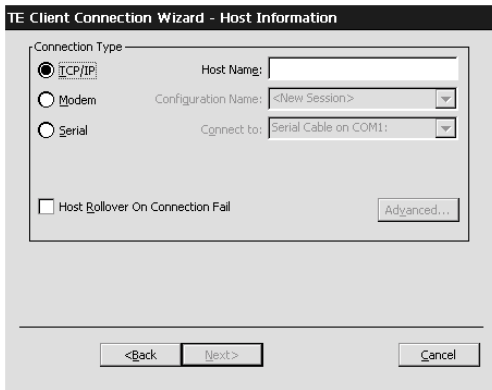 TE Client Connection Wizard - Host Information
Connection Type
TCP/IP Host Name:
Modem Configuration Name: <New Session>
Serial Connect to: Serial Cable on COM1:
Host Rollover On Connection Fail Advanced...
<Back Next> Cancel